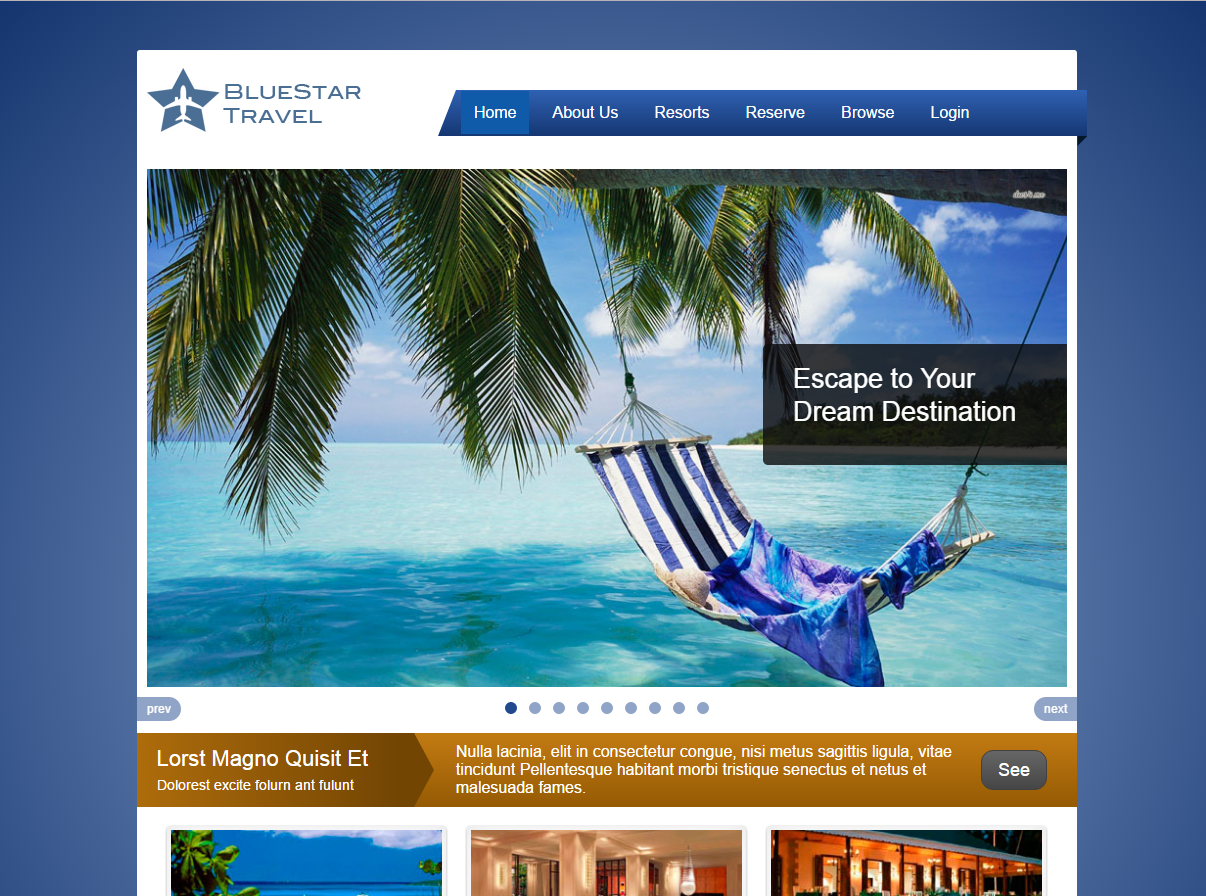 BLUESTAR
TRAVEL
Home About Us Resorts Reserve Browse Login
Escape to Your
Dream Destination
prev
next
Lorst Magno Quisit Et
Dolorest excite folurn ant fulunt
Nulla lacinia, elit in consectetur congue, nisi metus sagittis ligula, vitae
tincidunt Pellentesque habitant morbi tristique senectus et netus et
malesuada fames.
See